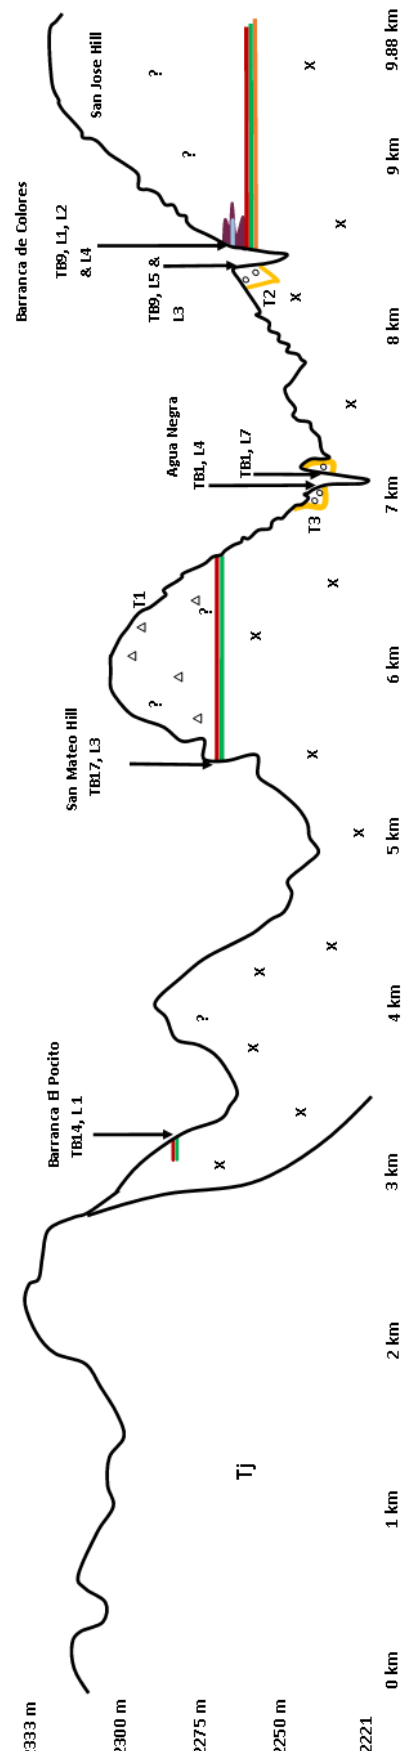 2333 m
2300 m
2275 m
2250 m
2221
Tj
Barranca El Pocito
TB14, L 1
San Mateo Hill
TB17, L3
T1
T3
Agua Negra
TB1, L4
TB1, L7
T2
Barranca de Colores
TB9, L1, L2
& L4
TB9, L5 &
L3
San Jose Hill
0 km
1 km
2 km
3 km
4 km
5 km
6 km
7 km
8 km
9 km
9.88 km